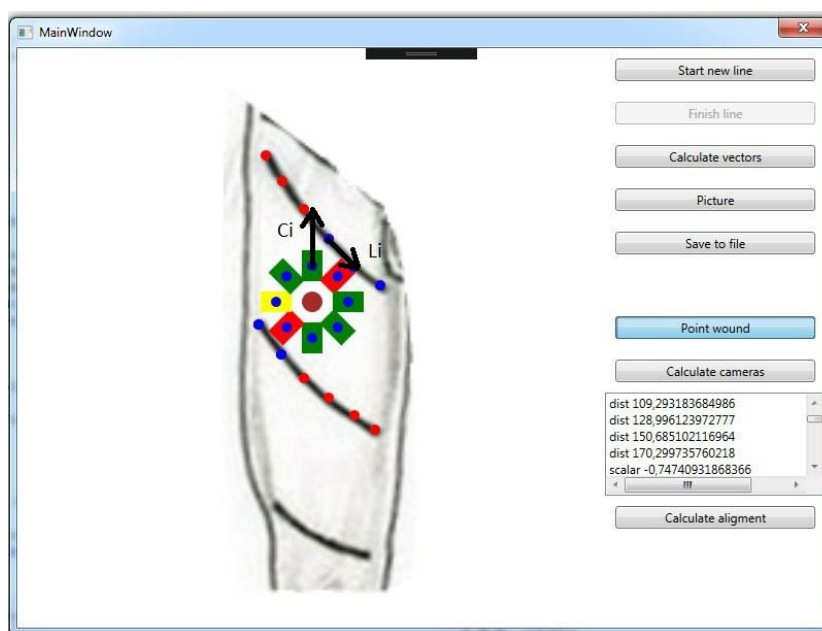 MainWindow
Start new line
Finish line
Calculate vectors
Picture
Save to file
Ci
Li
Point wound
Calculate cameras
dist 109,293183684986
dist 128,996123972777
dist 150,685102116964
dist 170,299735760218
scalar -0,74740931868366
Calculate aligment